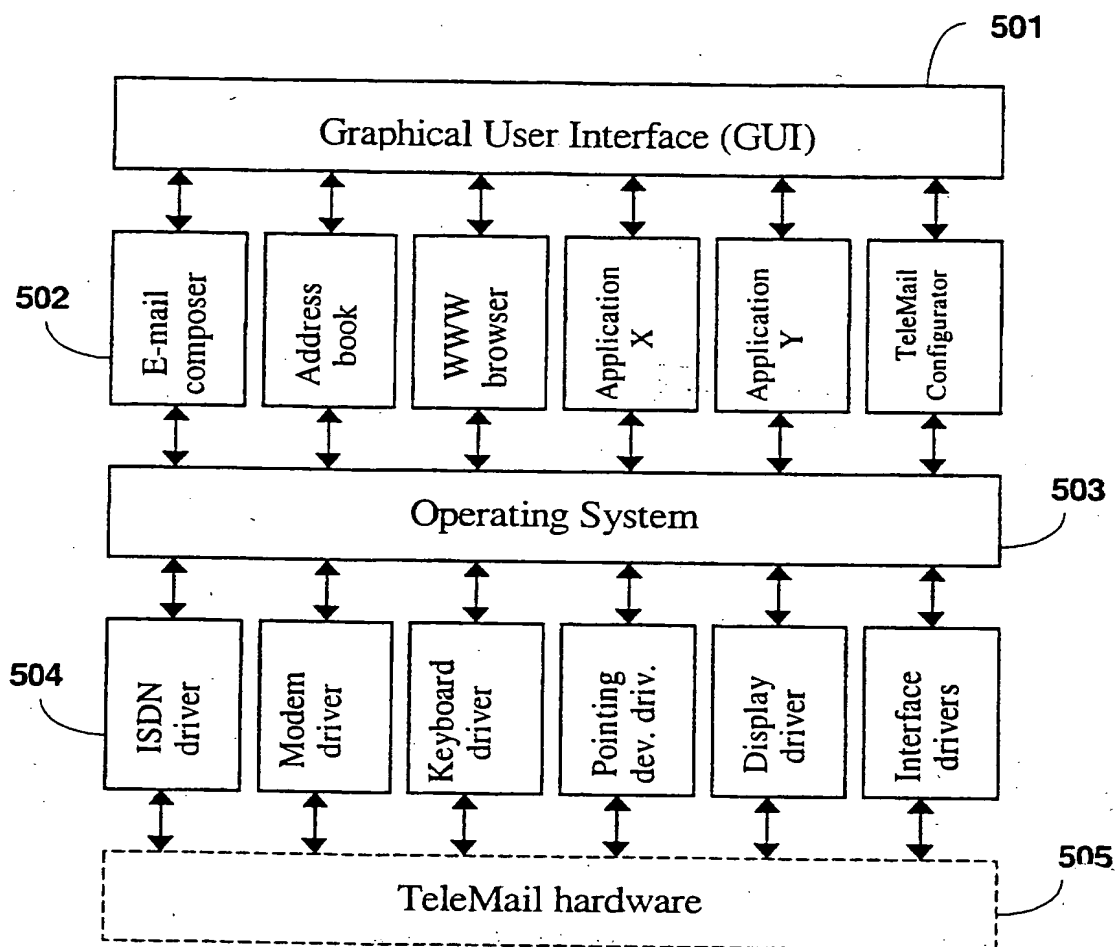 501
Graphical User Interface (GUI)
502
E-mail
composer
Address
book
WWW
browser
Application
X
Application
Y
TeleMail
Configurator
503
Operating System
504
ISDN
driver
Modem
driver
Keyboard
driver
Pointing
dev. driv.
Display
driver
Interface
drivers
505
TeleMail hardware